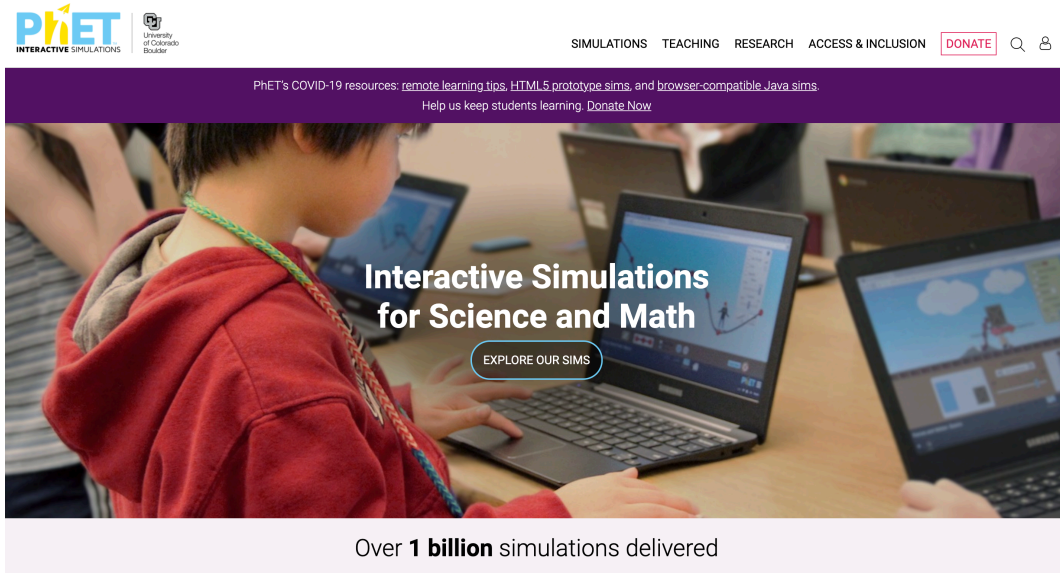 PhET
INTERACTIVE SIMULATIONS
University
of Colorado
Boulder
SIMULATIONS TEACHING RESEARCH ACCESS & INCLUSION DONATE
PhET's COVID-19 resources: remote learning tips, HTML5 prototype sims, and browser-compatible Java sims.
Help us keep students learning. Donate Now
Interactive Simulations
for Science and Math
EXPLORE OUR SIMS
SAMSUNG
PhET
Over 1 billion simulations delivered